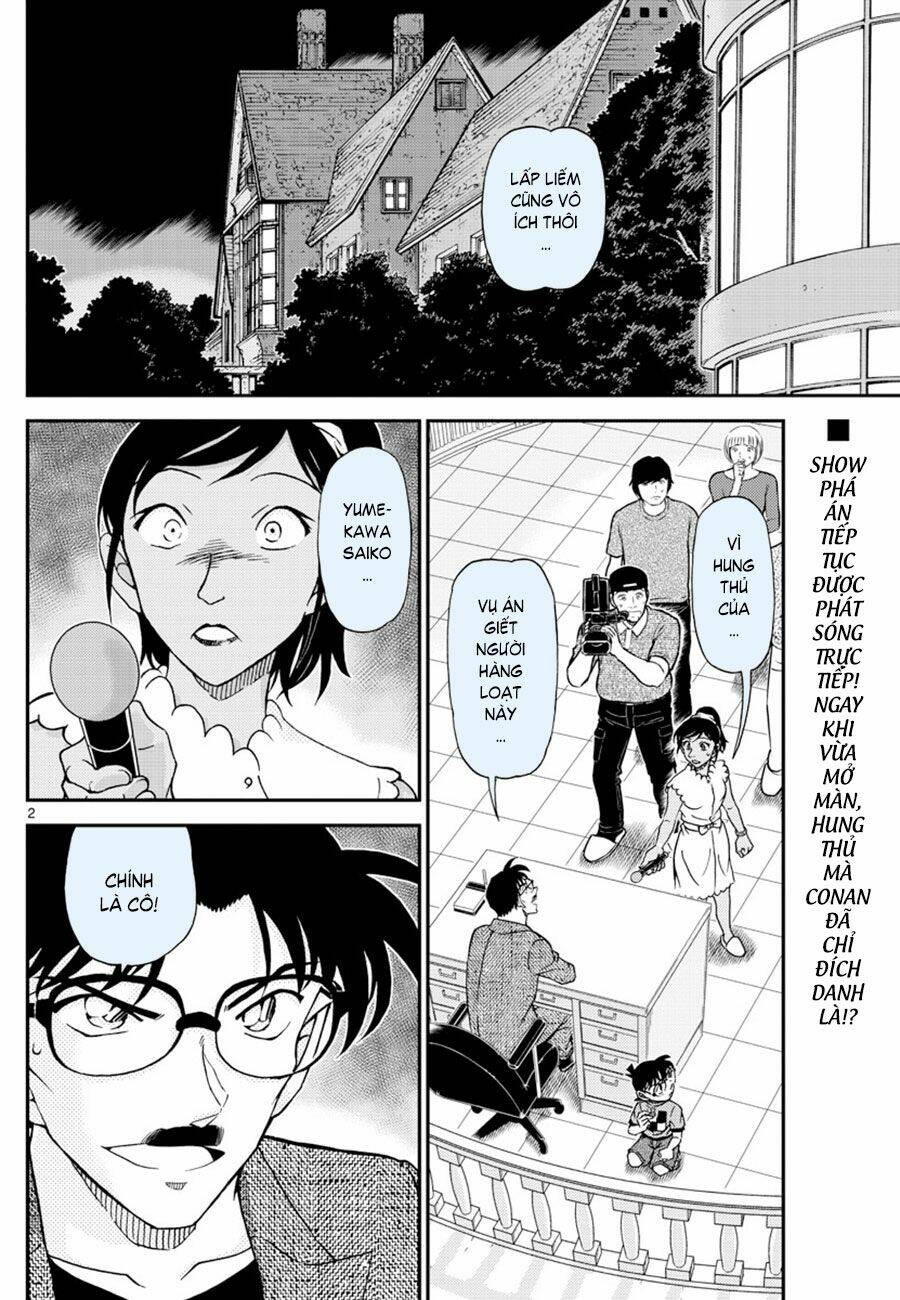 LẤP LIẾM
CŨNG VÔ
ÍCH THÔI
...
■
SHOW
PHÁ
ÁN
TIẾP
TỤC
ĐƯỢC
PHÁT
SÓNG
TRỰC
TIẾP!
NGAY
KHI
VỪA
MỞ
MÀN,
HUNG
THỦ
MÀ
CONAN
ĐÃ
CHỈ
ĐÍCH
DANH
LÀ!?
VÌ
HUNG
THỦ CỦA
...
VỤ ÁN
GIẾT
NGƯỜI
HÀNG
LOẠT
NÀY
...
YUME-
KAWA
SAIKO
...
2
CHÍNH
LÀ CÔ!